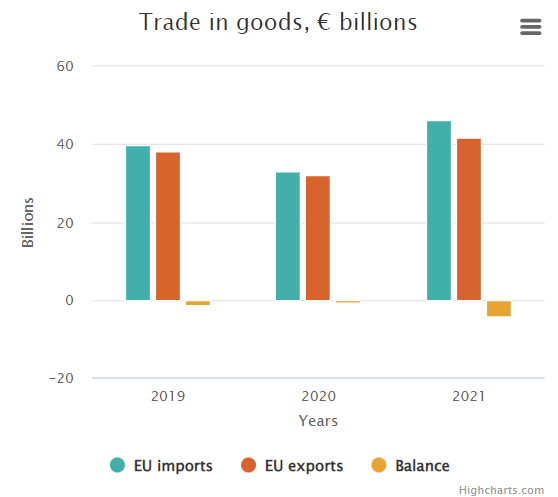 Trade in goods, € billions
60
40
20
0
-20
Billions
2019 2020 2021
Years
EU imports EU exports Balance
Highcharts.com